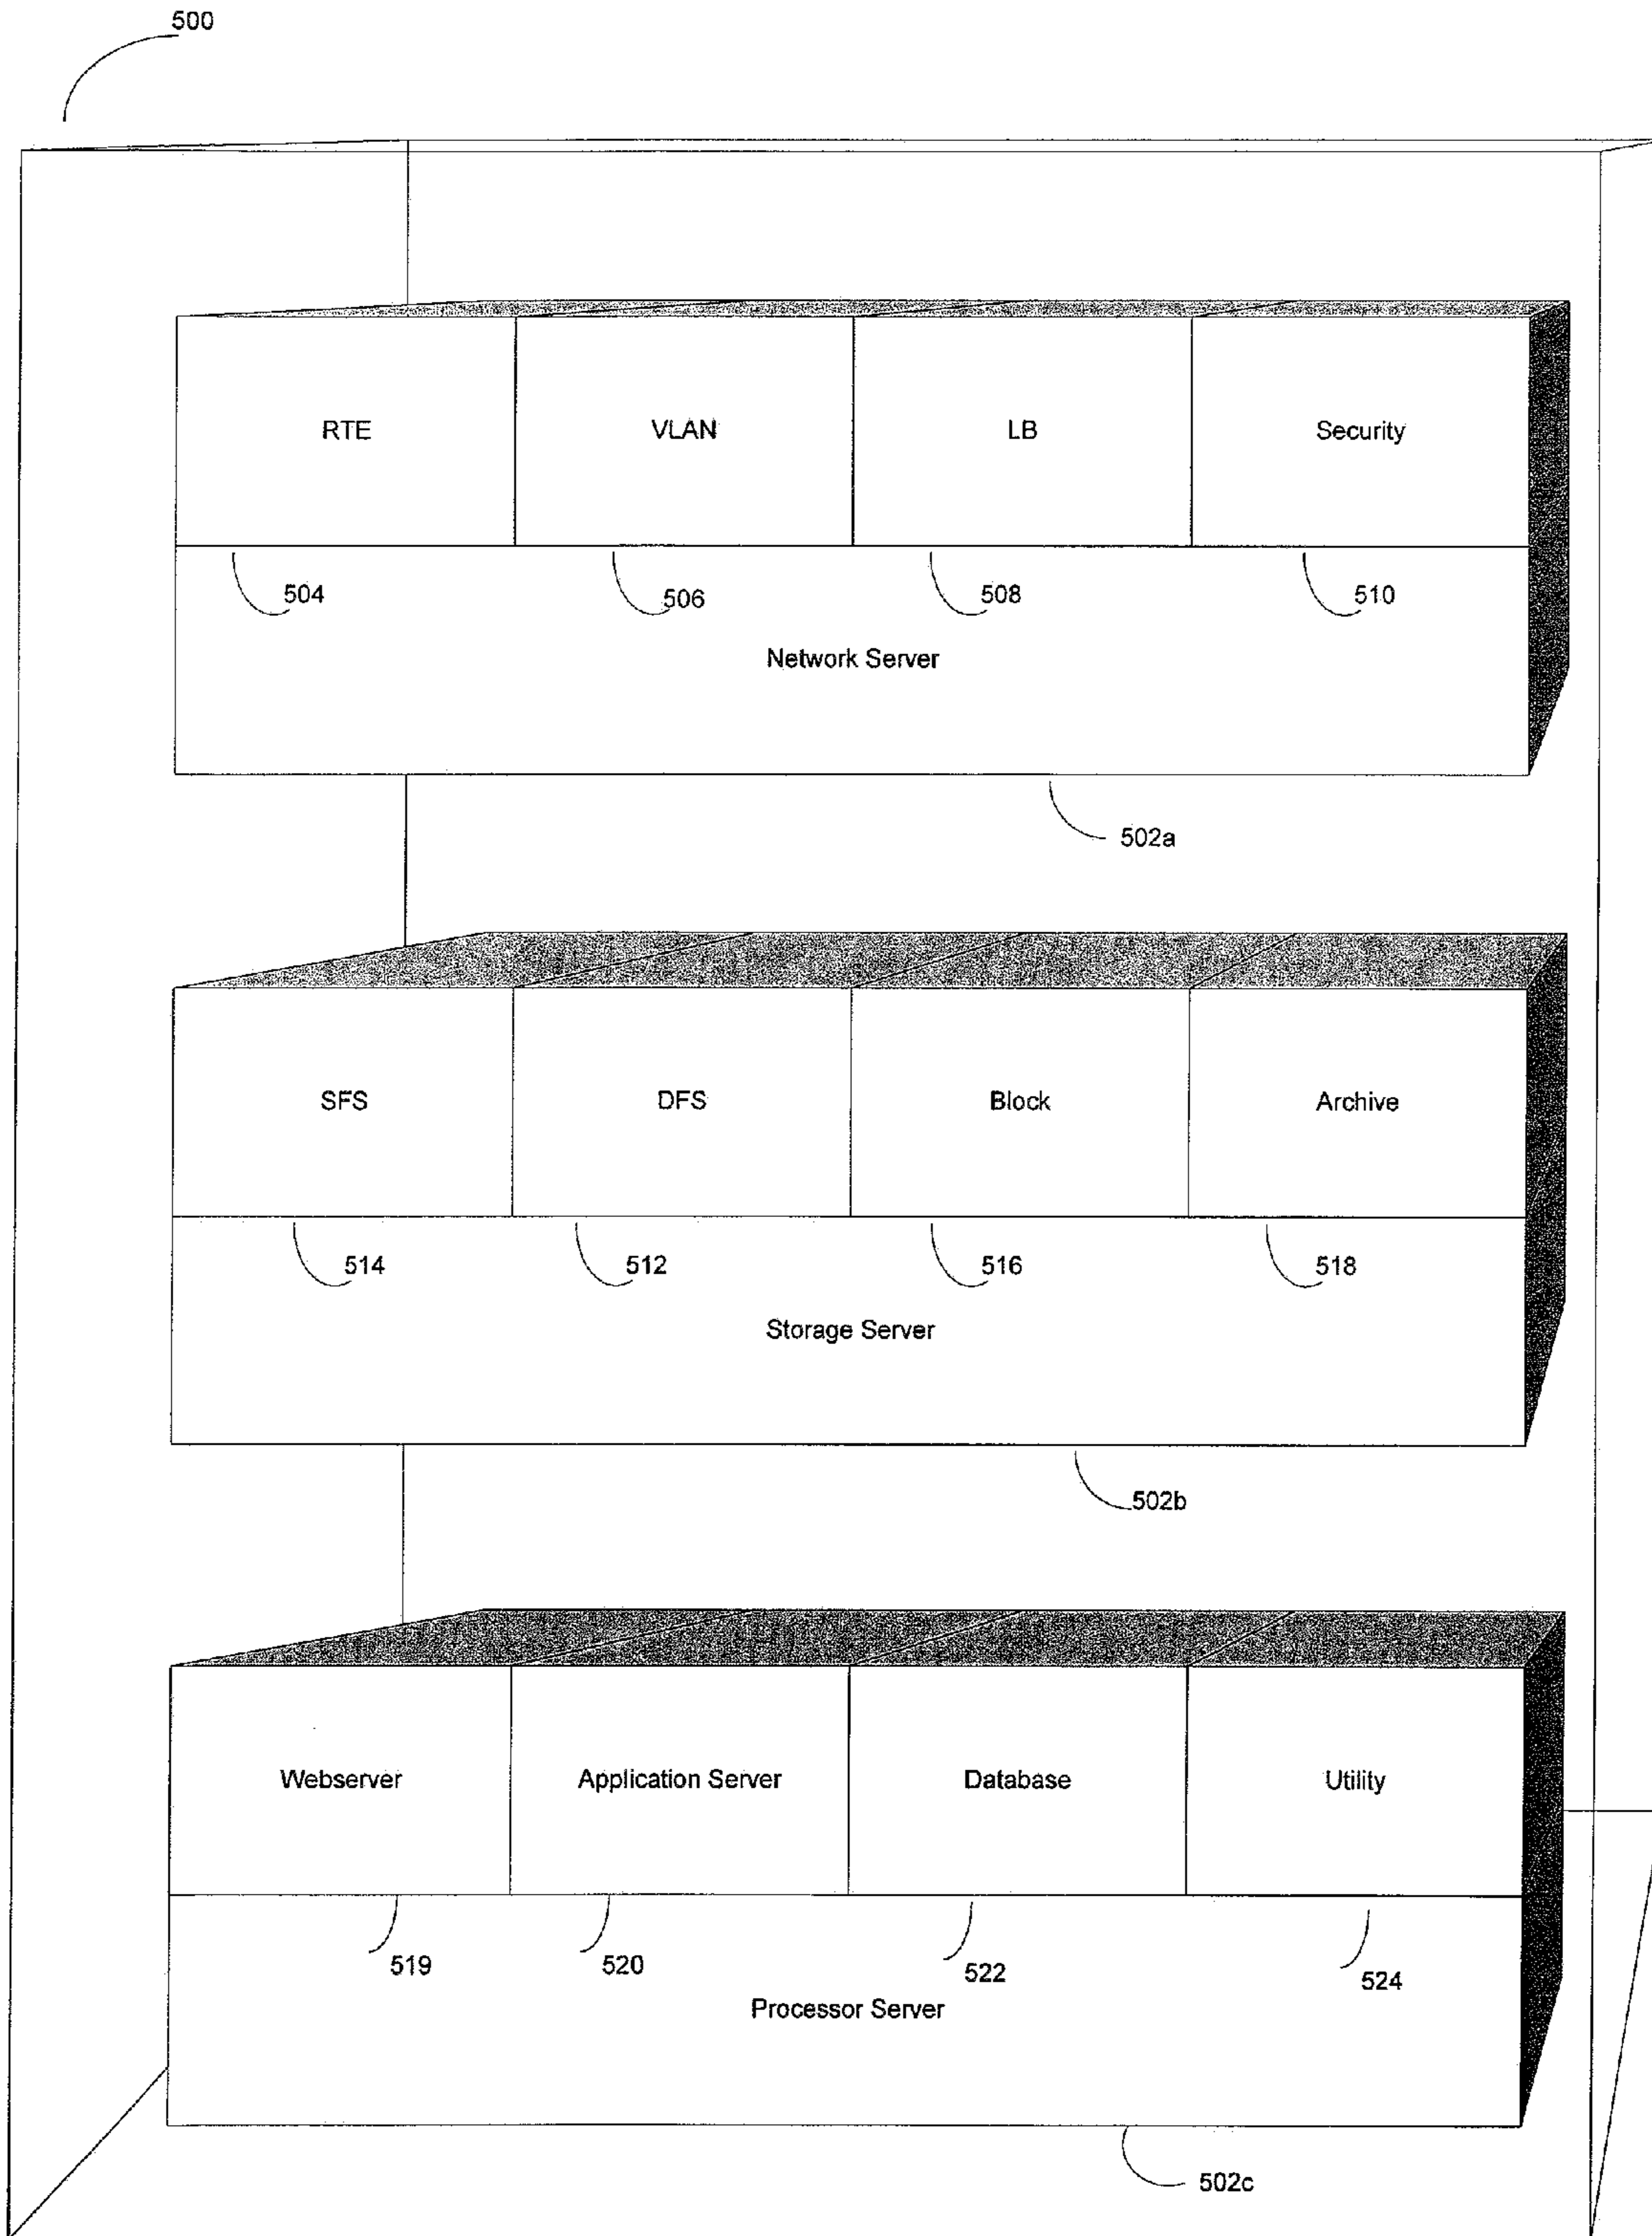 500
RTE VLAN LB Security
504 506 508 510
Network Server
502a
SFS DFS Block Archive
514 512 516 518
Storage Server
502b
Webserver Application Server Database Utility
519 520 522 524
Processor Server
502c